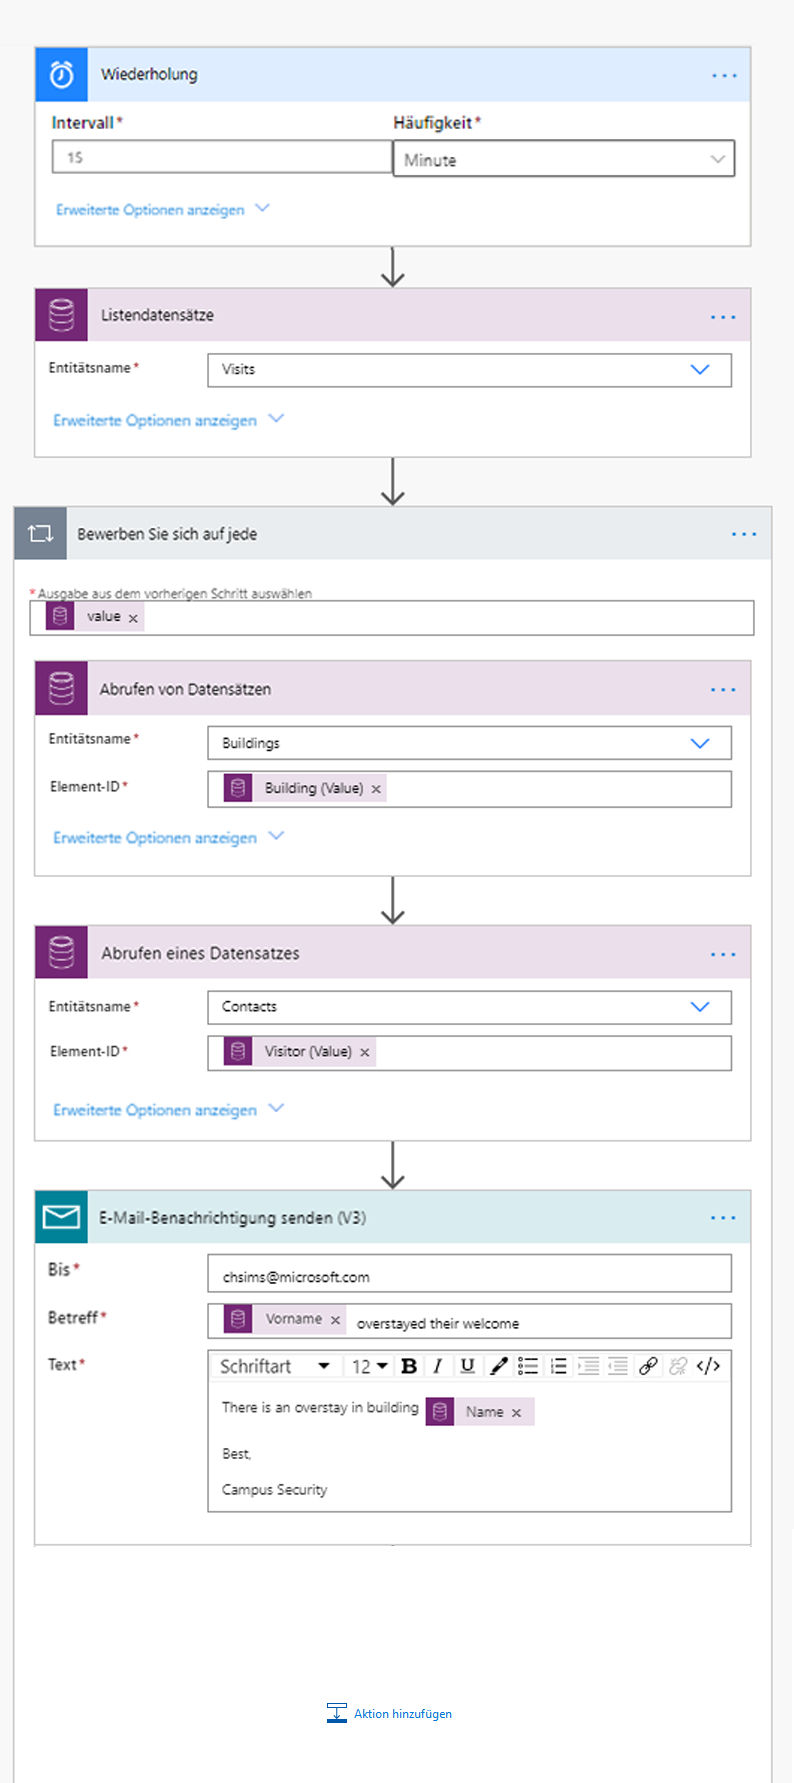 Wiederholung
Intervall*
Häufigkeit*
15
Minute
Erweiterte Optionen anzeigen
Listendatensätze
Entitätsname*
Visits
Erweiterte Optionen anzeigen
Bewerben Sie sich auf jede
*Ausgabe aus dem vorherigen Schritt auswählen
value ×
Abrufen von Datensätzen
Entitätsname*
Buildings
Element-ID*
Building (Value) ×
Erweiterte Optionen anzeigen
Abrufen eines Datensatzes
Entitätsname*
Contacts
Element-ID*
Visitor (Value) ×
Erweiterte Optionen anzeigen
E-Mail-Benachrichtigung senden (V3)
Bis*
chsims@microsoft.com
Betreff*
Vorname × overstayed their welcome
Text*
Schriftart 12 B I U </>
There is an overstay in building Name ×
Best,
Campus Security
Aktion hinzufügen